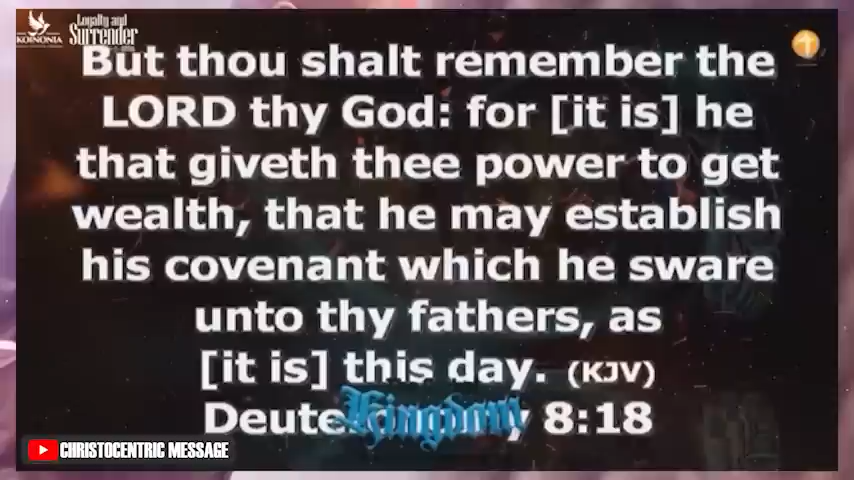 KOINONIA
Loyalty and
Surrender
But thou shalt remember the
LORD thy God: for [it is] he
that giveth thee power to get
wealth, that he may establish
his covenant which he sware
unto thy fathers, as
[it is] this day. (KJV)
8:18
Kingdom
CHRISTOCENTRIC MESSAGE